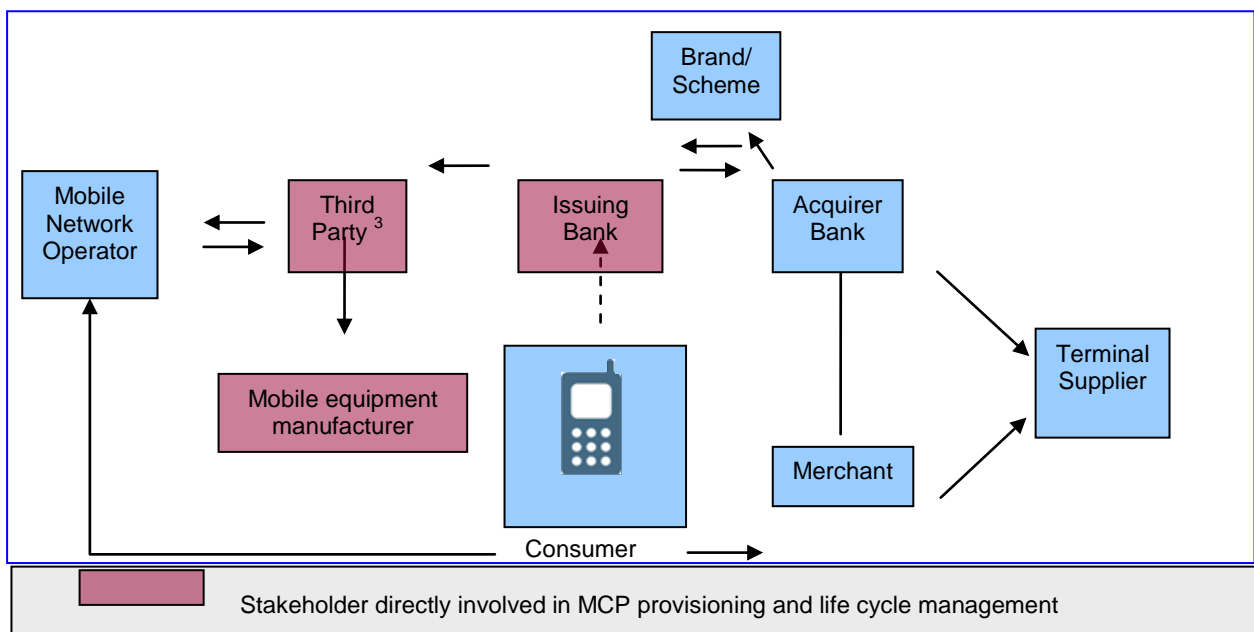 Brand/
Scheme
Mobile
Network
Operator
Third
Party 3
Issuing
Bank
Acquirer
Bank
Terminal
Supplier
Mobile equipment
manufacturer
Merchant
Consumer
Stakeholder directly involved in MCP provisioning and life cycle management